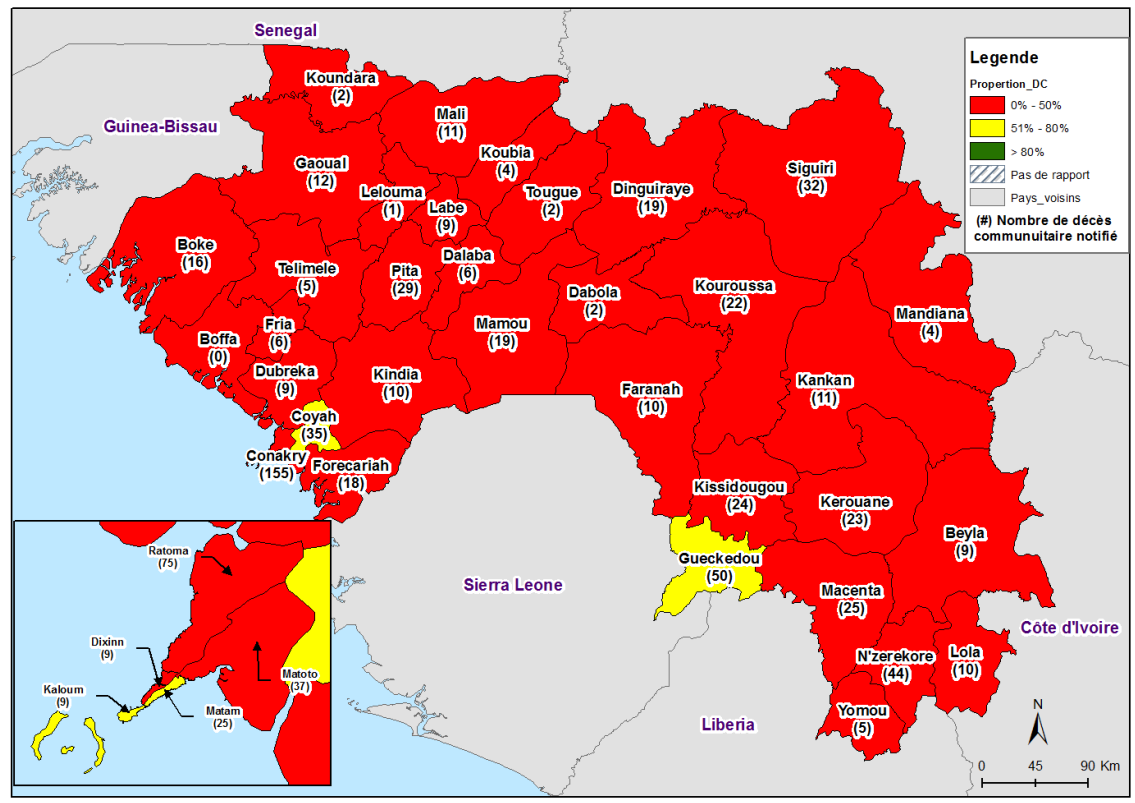 Senegal
Guinea-Bissau
Koundara
(2)
Mali
(11)
Koubia
(4)
Gaoual
(12)
Lelouma
(1)
Labe
(9)
Tougue
(2)
Dinguiraye
(19)
Siguiri
(32)
Boke
(16)
Telimele
(5)
Pita
(29)
Dalaba
(6)
Dabola
(2)
Kouroussa
(22)
Mandiana
(4)
Boffa
(0)
Fria
(6)
Mamou
(19)
Dubreka
(9)
Kindia
(10)
Faranah
(10)
Kankan
(11)
Coyah
(35)
Conakry
(155)
Forecariah
(18)
Kissidougou
(24)
Kerouane
(23)
Beyla
(9)
Gueckedou
(50)
Macenta
(25)
N'zerekore
(44)
Lola
(10)
Yomou
(5)
Sierra Leone
Liberia
Côte d'Ivoire
Legende
Propertion_DC
0% - 50%
51% - 80%
> 80%
Pas de rapport
Pays_voisins
(#) Nombre de décès
communuitaire notifié
Ratoma
(75)
Dixinn
(9)
Kaloum
(9)
Matoto
(37)
Matam
(25)
N
0 45 90 Km